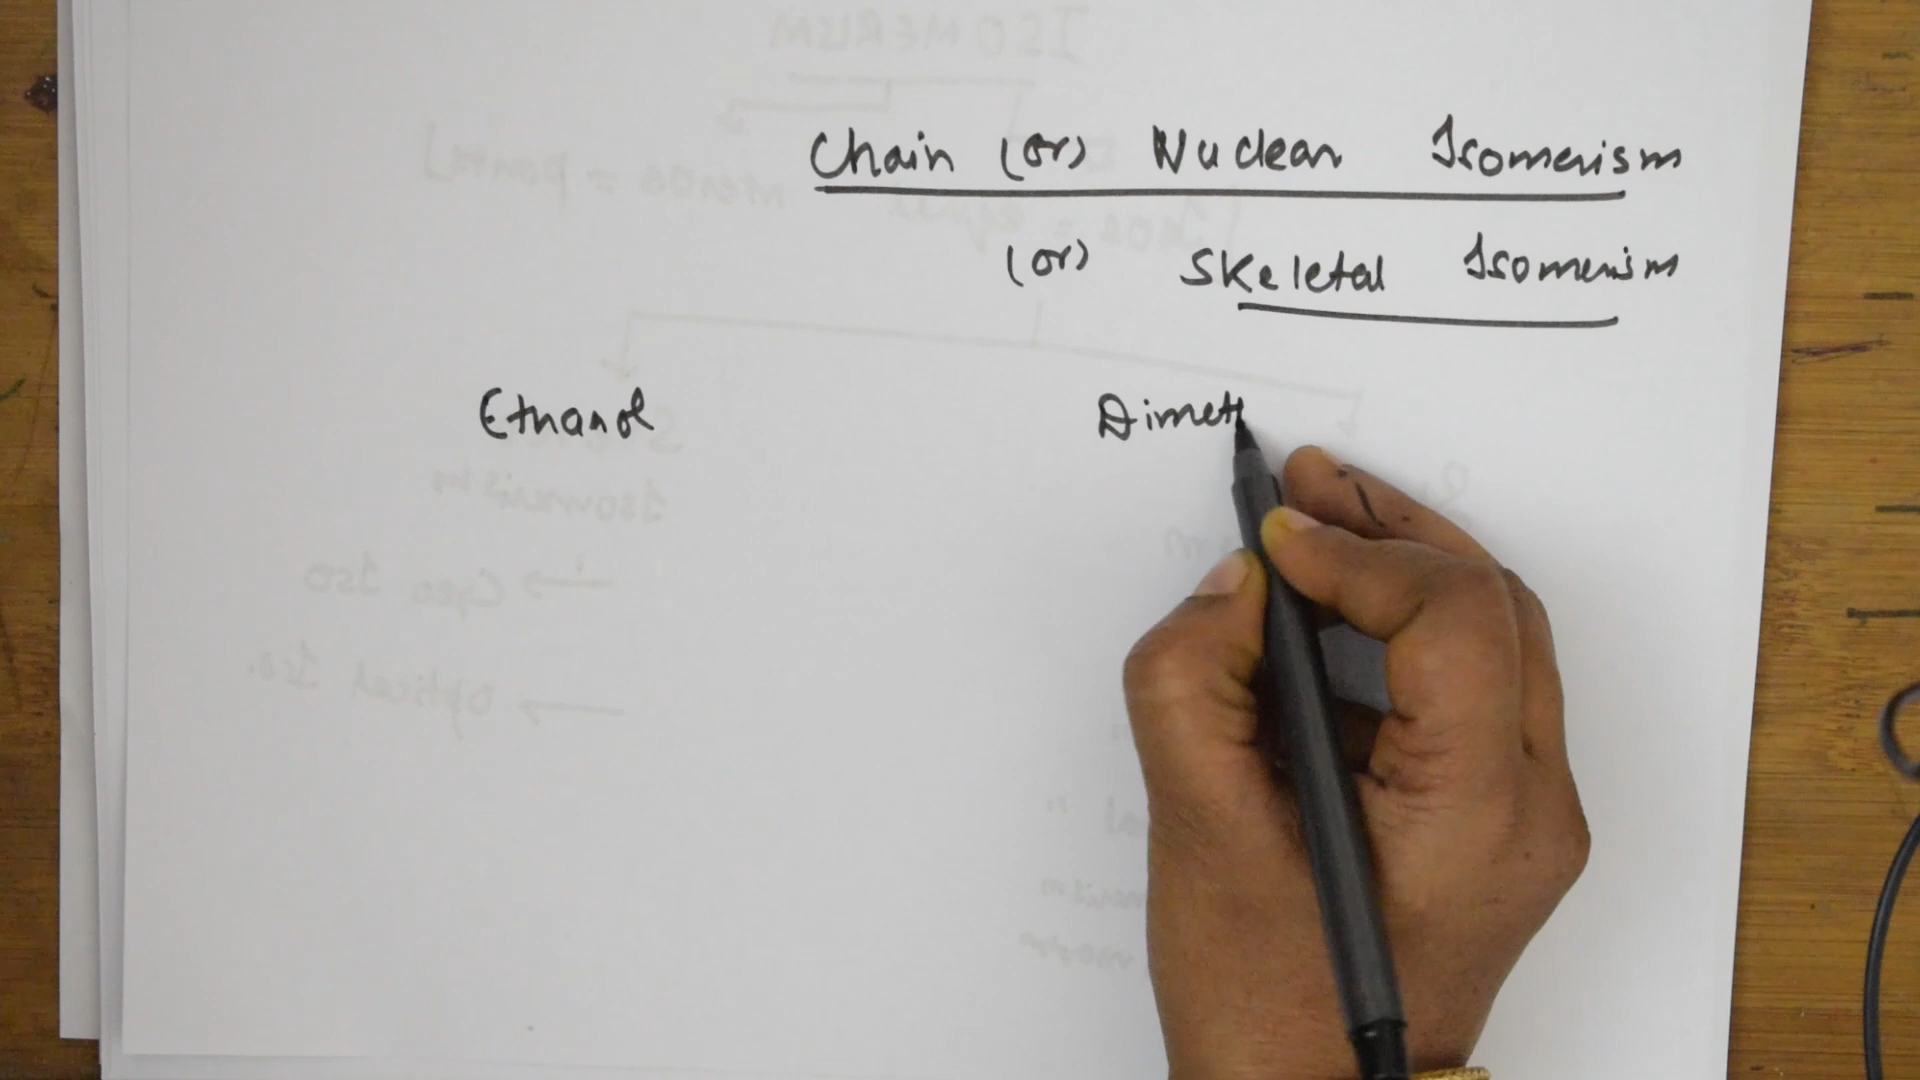 Chain (or) Nuclear Isomerism
(or) Skeletal Isomerism
Ethanol Dimeth